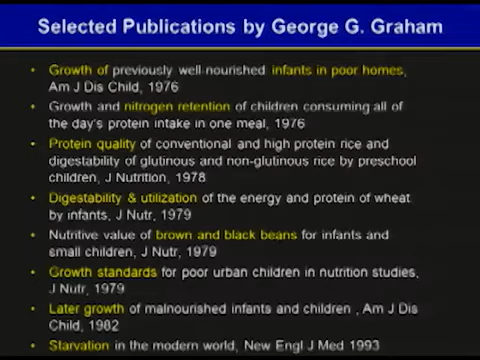 Selected Publications by George G. Graham
• Growth of previously well-nourished infants in poor homes,
Am J Dis Child, 1976
• Growth and nitrogen retention of children consuming all of
the day's protein intake in one meal, 1976
• Protein quality of conventional and high protein rice and
digestability of glutinous and non-glutinous rice by preschool
children, J Nutrition, 1978
• Digestability & utilization of the energy and protein of wheat
by infants, J Nutr, 1979
• Nutritive value of brown and black beans for infants and
small children, J Nutr, 1979
• Growth standards for poor urban children in nutrition studies,
J Nutr, 1979
• Later growth of malnourished infants and children , Am J Dis
Child, 1982
• Starvation in the modern world, New Engl J Med 1993